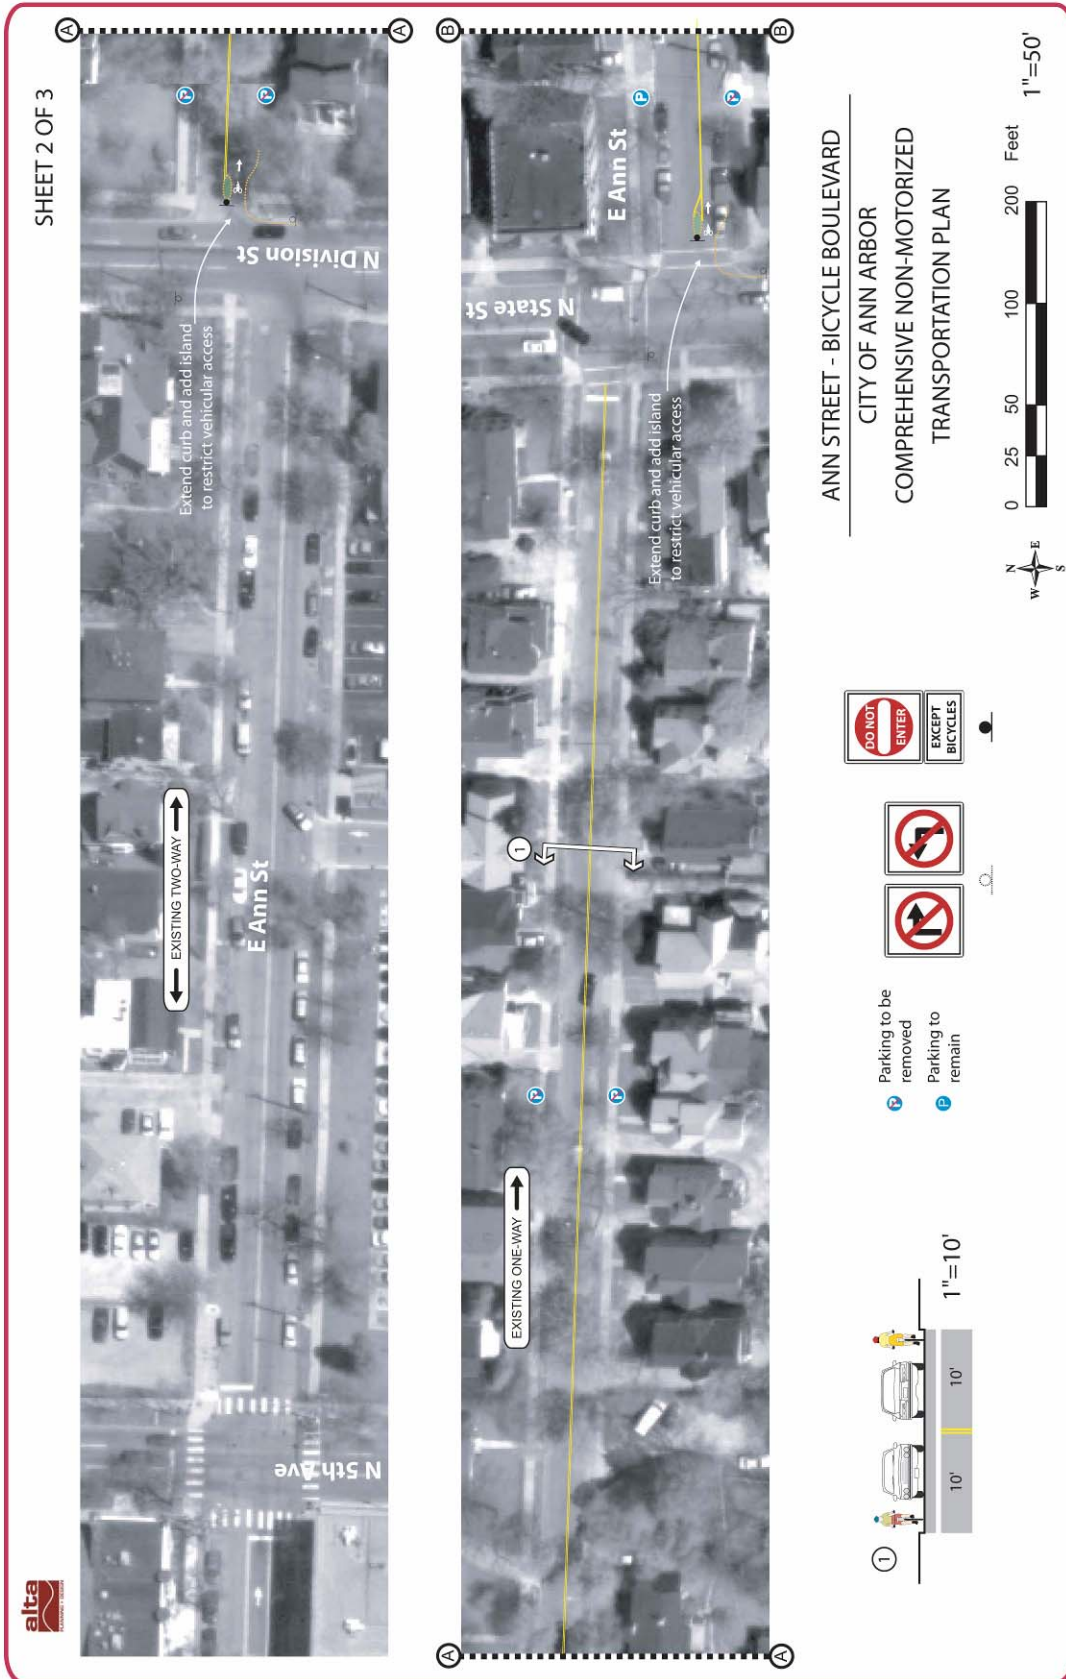 alta
PLANNING + DESIGN
SHEET 2 OF 3
A
A
EXISTING TWO-WAY
E Ann St
N 5th Ave
N Division St
Extend curb and add island
to restrict vehicular access
P
P
A
A
B
B
EXISTING ONE-WAY
P
P
1
N State St
E Ann St
Extend curb and add island
to restrict vehicular access
P
P
1
10'
10'
1"=10'
P
Parking to be
removed
P
Parking to
remain
DO NOT
ENTER
EXCEPT
BICYCLES
ANN STREET - BICYCLE BOULEVARD
CITY OF ANN ARBOR
COMPREHENSIVE NON-MOTORIZED
TRANSPORTATION PLAN
N
W
E
S
0
25
50
100
200
Feet
1"=50'